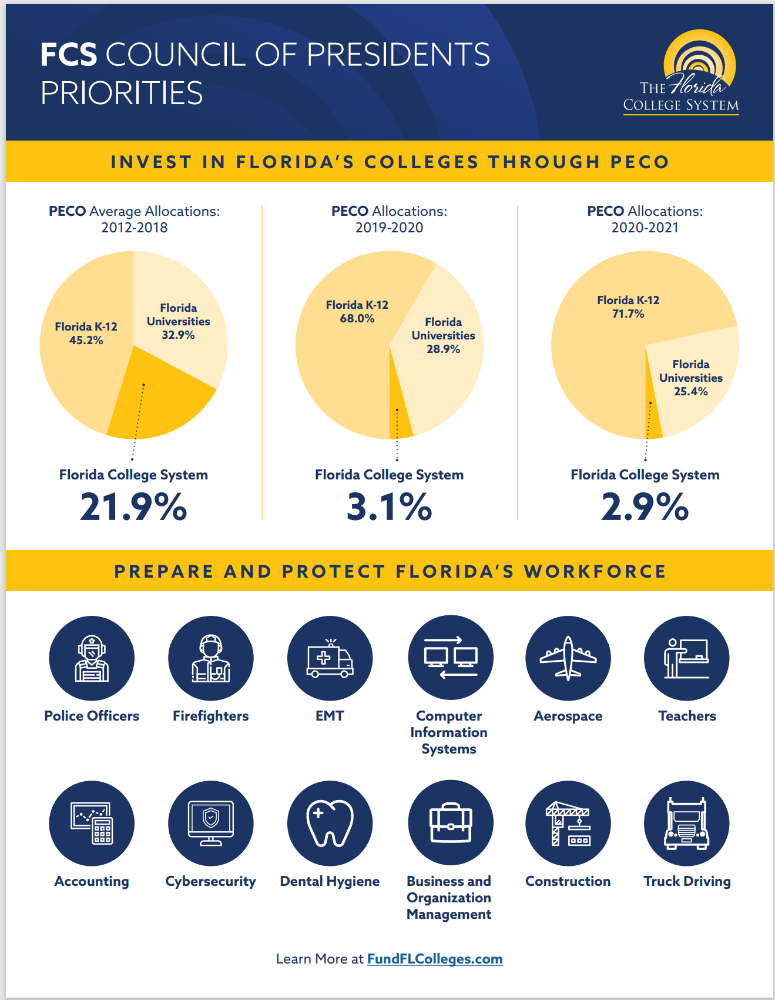 FCS COUNCIL OF PRESIDENTS
PRIORITIES
THE Florida
COLLEGE SYSTEM
INVEST IN FLORIDA'S COLLEGES THROUGH PECO
PECO Average Allocations:
2012-2018
Florida K-12
45.2%
Florida
Universities
32.9%
Florida College System
21.9%
PECO Allocations:
2019-2020
Florida K-12
68.0%
Florida
Universities
28.9%
Florida College System
3.1%
PECO Allocations:
2020-2021
Florida K-12
71.7%
Florida
Universities
25.4%
Florida College System
2.9%
PREPARE AND PROTECT FLORIDA'S WORKFORCE
Police Officers
Firefighters
EMT
Computer
Information
Systems
Aerospace
Teachers
Accounting
Cybersecurity
Dental Hygiene
Business and
Organization
Management
Construction
Truck Driving
Learn More at FundFLColleges.com